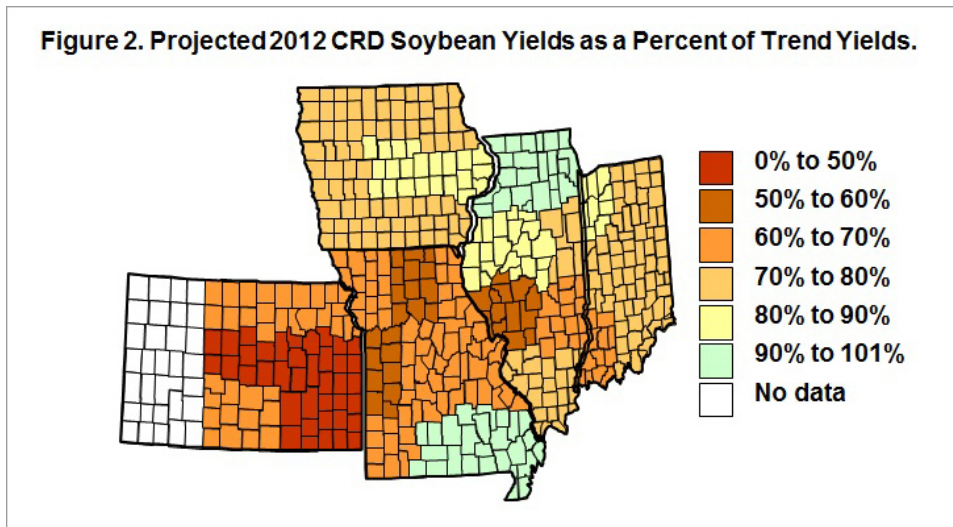 Figure 2. Projected 2012 CRD Soybean Yields as a Percent of Trend Yields.
0% to 50%
50% to 60%
60% to 70%
70% to 80%
80% to 90%
90% to 101%
No data